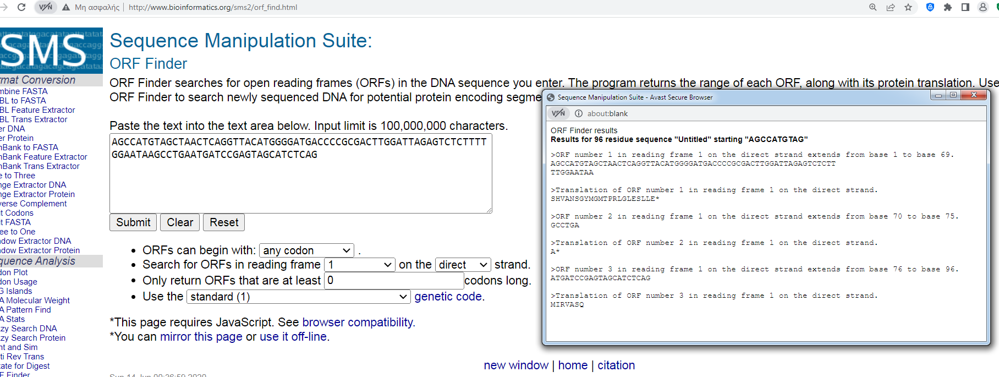 Μη ασφαλής | http://www.bioinformatics.org/sms2/orf_find.html
SMS
Sequence Manipulation Suite:
ORF Finder
rmat Conversion
mbine FASTA
BL to FASTA
BL Feature Extractor
BL Trans Extractor
er DNA
er Protein
nBank to FASTA
nBank Feature Extractor
nBank Trans Extractor
e to Three
nge Extractor DNA
nge Extractor Protein
verse Complement
it Codons
it FASTA
ee to One
ndow Extractor DNA
ndow Extractor Protein
quence Analysis
don Plot
don Usage
G Islands
A Molecular Weight
A Pattern Find
A Stats
zzy Search DNA
zzy Search Protein
nt and Sim
ti Rev Trans
tate for Digest
F Finder
ORF Finder searches for open reading frames (ORFs) in the DNA sequence you enter. The program returns the range of each ORF, along with its protein translation. Use
ORF Finder to search newly sequenced DNA for potential protein encoding segme
Paste the text into the text area below. Input limit is 100,000,000 characters.
AGCCATGTAGCTAACTCAGGTTACATGGGGATGACCCCGCGACTTGGATTAGAGTCTCTTTT
GGAATAAGCCTGAATGATCCGAGTAGCATCTCAG
Submit Clear Reset
• ORFs can begin with: any codon .
• Search for ORFs in reading frame 1 on the direct strand.
• Only return ORFs that are at least 0 codons long.
• Use the standard (1) genetic code.
*This page requires JavaScript. See browser compatibility.
*You can mirror this page or use it off-line.
new window | home | citation
Sun 14 Jun 00:36:50 2020
Sequence Manipulation Suite - Avast Secure Browser
VPN about:blank
ORF Finder results
Results for 96 residue sequence "Untitled" starting "AGCCATGTAG"
>ORF number 1 in reading frame 1 on the direct strand extends from base 1 to base 69.
AGCCATGTAGCTAACTCAGGTTACATGGGGATGACCCCGCGACTTGGATTAGAGTCTCTT
TTGGAATAA
>Translation of ORF number 1 in reading frame 1 on the direct strand.
SHVANSGYMGMTPRLGLESLLE*
>ORF number 2 in reading frame 1 on the direct strand extends from base 70 to base 75.
GCCTGA
>Translation of ORF number 2 in reading frame 1 on the direct strand.
A*
>ORF number 3 in reading frame 1 on the direct strand extends from base 76 to base 96.
ATGATCCGAGTAGCATCTCAG
>Translation of ORF number 3 in reading frame 1 on the direct strand.
MIRVASQ